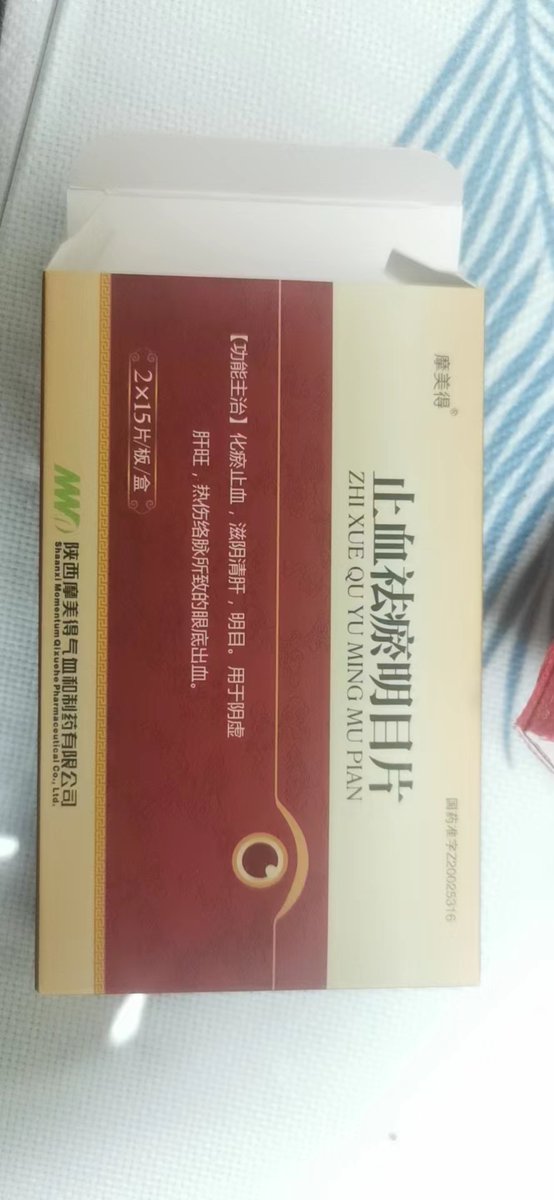 摩美得®
国药准字Z20025316
止血祛瘀明目片
ZHI XUE QU YU MING MU PIAN
【功能主治】化瘀止血，滋阴清肝，明目。用于阴虚
肝旺，热伤络脉所致的眼底出血。
2×15片/板/盒
陕西摩美得气血和制药有限公司
Shaanxi Momentum Qixuehe Pharmaceutical Co., Ltd.